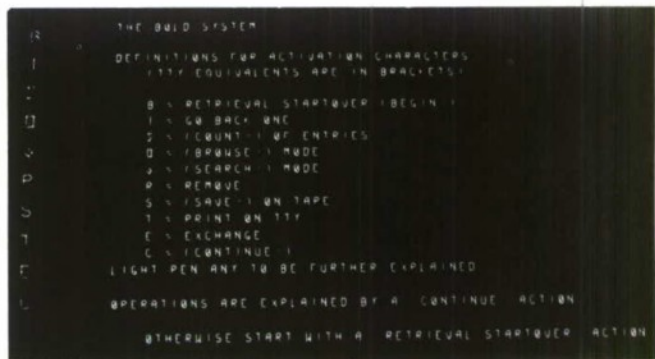 THE BOLD SYSTEM
DEFINITIONS FOR ACTIVATION CHARACTERS
(TTY EQUIVALENTS ARE IN BRACKETS)
B = RETRIEVAL STARTOVER (BEGIN )
= GO BACK ONE
= (COUNT ) OF ENTRIES
= (BROWSE ) MODE
= (SEARCH ) MODE
R = REMOVE
S = (SAVE ) ON TAPE
T = PRINT ON TTY
E = EXCHANGE
C = (CONTINUE )
LIGHT PEN ANY TO BE FURTHER EXPLAINED
OPERATIONS ARE EXPLAINED BY A CONTINUE ACTION
OTHERWISE START WITH A RETRIEVAL STARTOVER ACTION